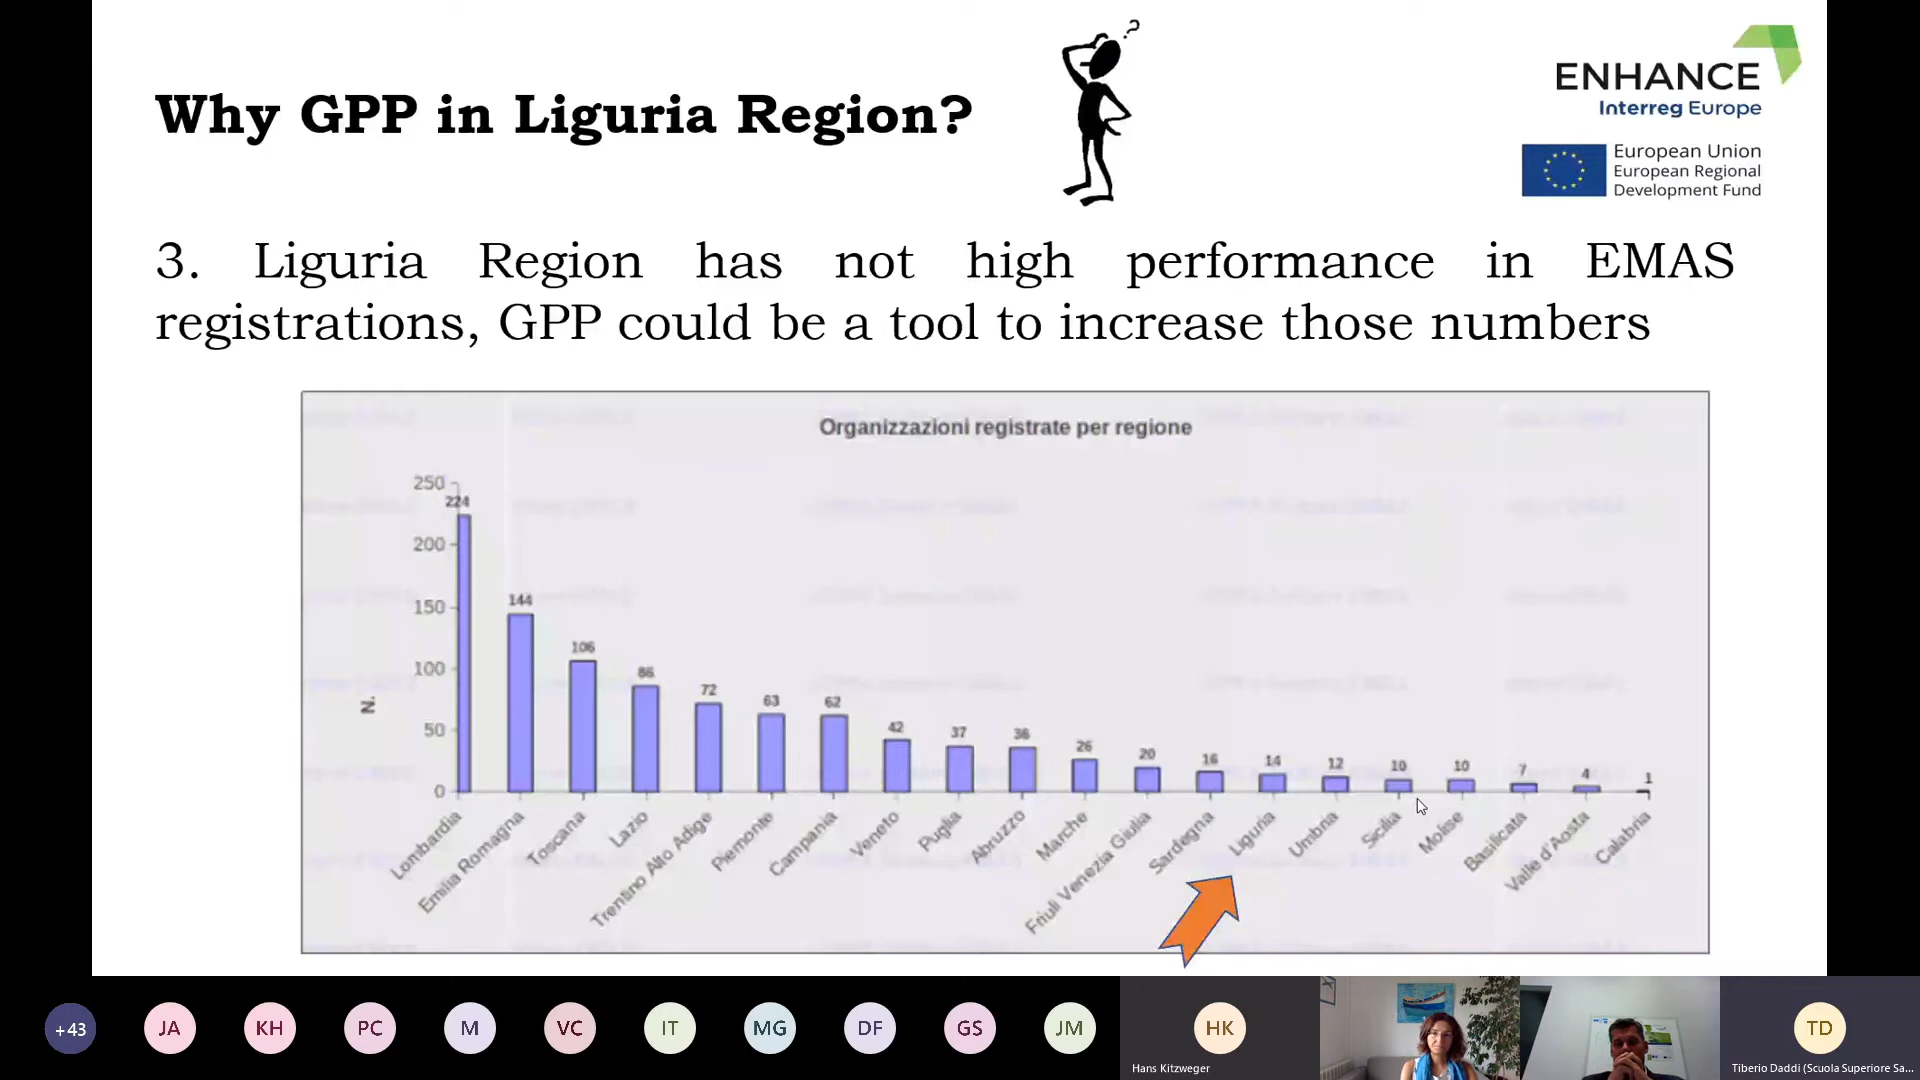 ?
Why GPP in Liguria Region?
ENHANCE
Interreg Europe
European Union
European Regional
Development Fund
3. Liguria Region has not high performance in EMAS
registrations, GPP could be a tool to increase those numbers
Organizzazioni registrate per regione
N.
250
200
150
100
50
0
224
144
106
86
72
63
62
42
37
36
26
20
16
14
12
10
10
7
4
1
Lombardia
Emilia Romagna
Toscana
Lazio
Trentino Alto Adige
Piemonte
Campania
Veneto
Puglia
Abruzzo
Marche
Friuli Venezia Giulia
Sardegna
Liguria
Umbria
Sicilia
Molise
Basilicata
Valle d'Aosta
Calabria
+43
JA
KH
PC
M
VC
IT
MG
DF
GS
JM
HK
Hans Kitzweger
TD
Tiberio Daddi (Scuola Superiore Sa...